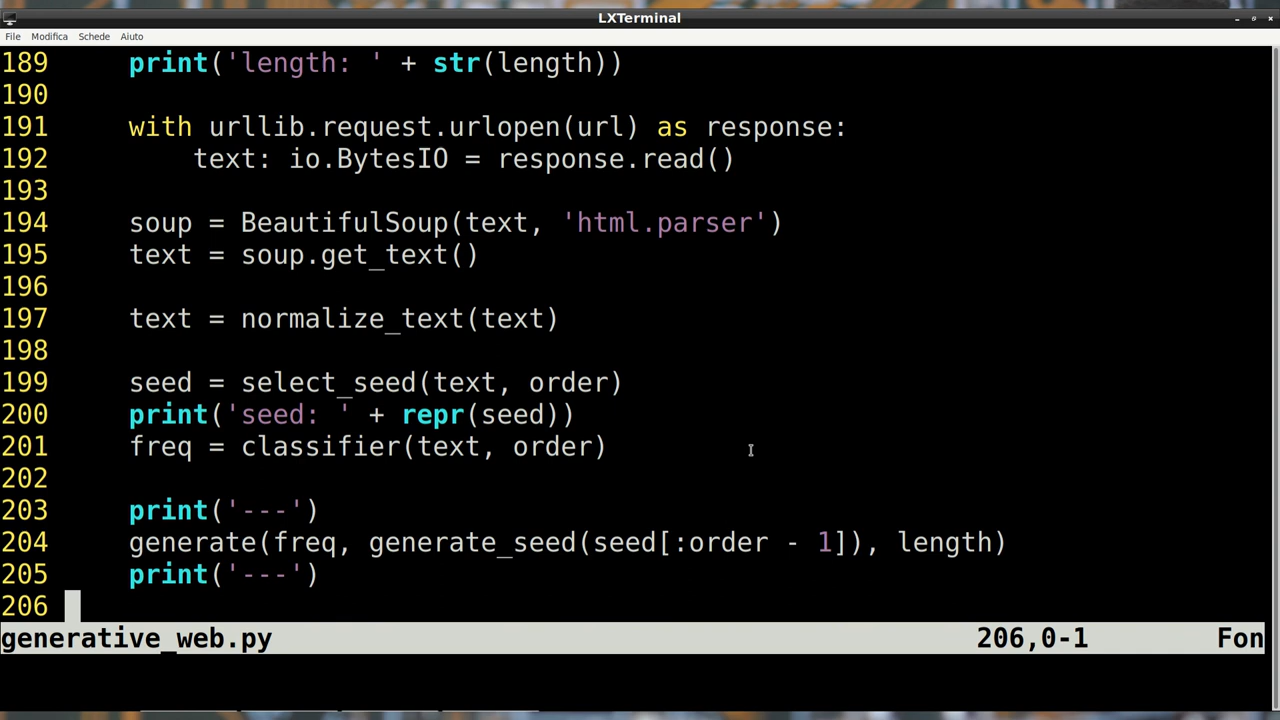 LXTerminal
File Modifica Schede Aiuto
189 print('length: ' + str(length))
190
191 with urllib.request.urlopen(url) as response:
192 text: io.BytesIO = response.read()
193
194 soup = BeautifulSoup(text, 'html.parser')
195 text = soup.get_text()
196
197 text = normalize_text(text)
198
199 seed = select_seed(text, order)
200 print('seed: ' + repr(seed))
201 freq = classifier(text, order)
202
203 print('---')
204 generate(freq, generate_seed(seed[:order - 1]), length)
205 print('---')
206
generative_web.py 206,0-1 Fon